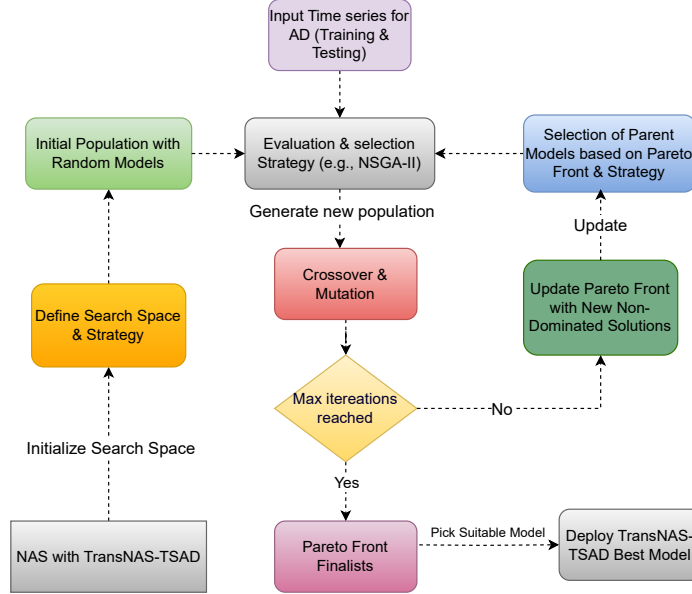 Input Time series for
AD (Training &
Testing)
Initial Population with
Random Models
Evaluation & selection
Strategy (e.g., NSGA-II)
Selection of Parent
Models based on Pareto
Front & Strategy
Generate new population
Update
Crossover &
Mutation
Define Search Space
& Strategy
Update Pareto Front
with New Non-
Dominated Solutions
Max itereations
reached
No
Initialize Search Space
Yes
NAS with TransNAS-TSAD
Pareto Front
Finalists
Pick Suitable Model
Deploy TransNAS-
TSAD Best Model